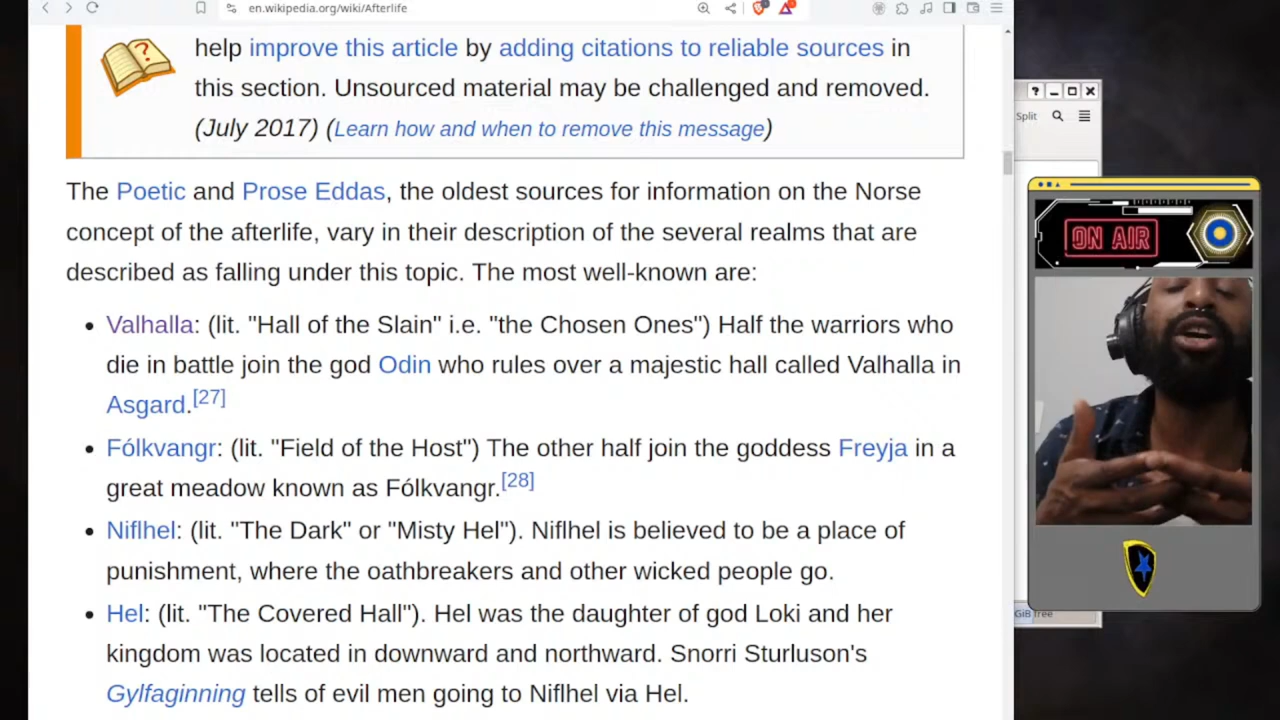 en.wikipedia.org/wiki/Afterlife
help improve this article by adding citations to reliable sources in
this section. Unsourced material may be challenged and removed.
(July 2017) (Learn how and when to remove this message)
The Poetic and Prose Eddas, the oldest sources for information on the Norse
concept of the afterlife, vary in their description of the several realms that are
described as falling under this topic. The most well-known are:
Valhalla: (lit. "Hall of the Slain" i.e. "the Chosen Ones") Half the warriors who
die in battle join the god Odin who rules over a majestic hall called Valhalla in
Asgard.[27]
Fólkvangr: (lit. "Field of the Host") The other half join the goddess Freyja in a
great meadow known as Fólkvangr.[28]
Niflhel: (lit. "The Dark" or "Misty Hel"). Niflhel is believed to be a place of
punishment, where the oathbreakers and other wicked people go.
Hel: (lit. "The Covered Hall"). Hel was the daughter of god Loki and her
kingdom was located in downward and northward. Snorri Sturluson's
Gylfaginning tells of evil men going to Niflhel via Hel.
Split
ON AIR
GiB free